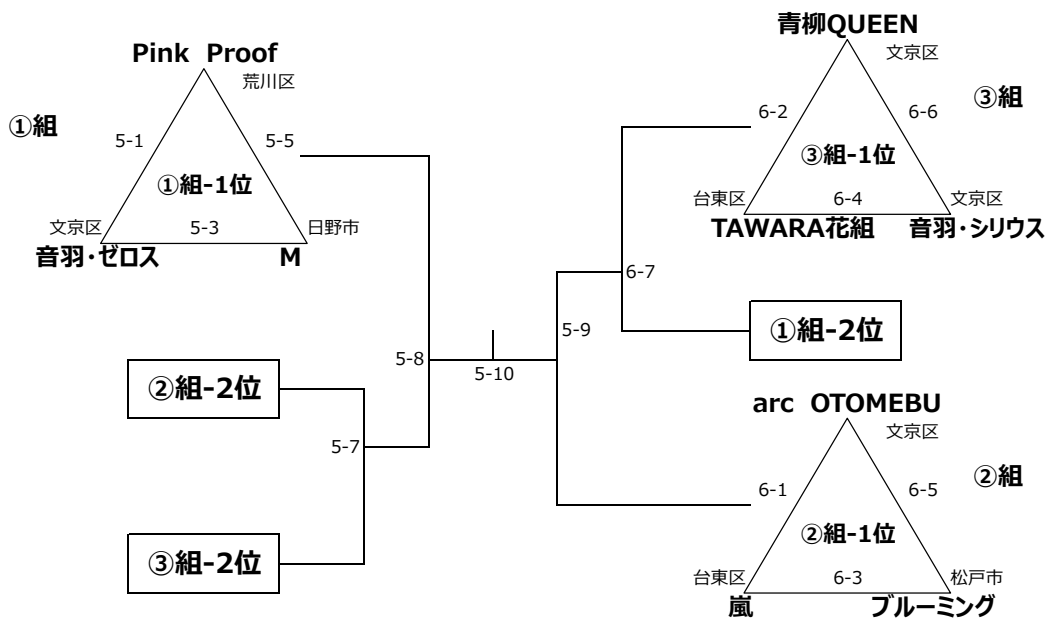 Pink Proof
荒川区
①組
5-1
5-5
①組-1位
文京区
5-3
日野市
音羽・ゼロス
M
青柳QUEEN
文京区
③組
6-2
6-6
③組-1位
台東区
6-4
文京区
TAWARA花組
音羽・シリウス
6-7
①組-2位
5-9
5-8
5-10
②組-2位
5-7
③組-2位
arc OTOMEBU
文京区
②組
6-1
6-5
②組-1位
台東区
6-3
松戸市
嵐
ブルーミング